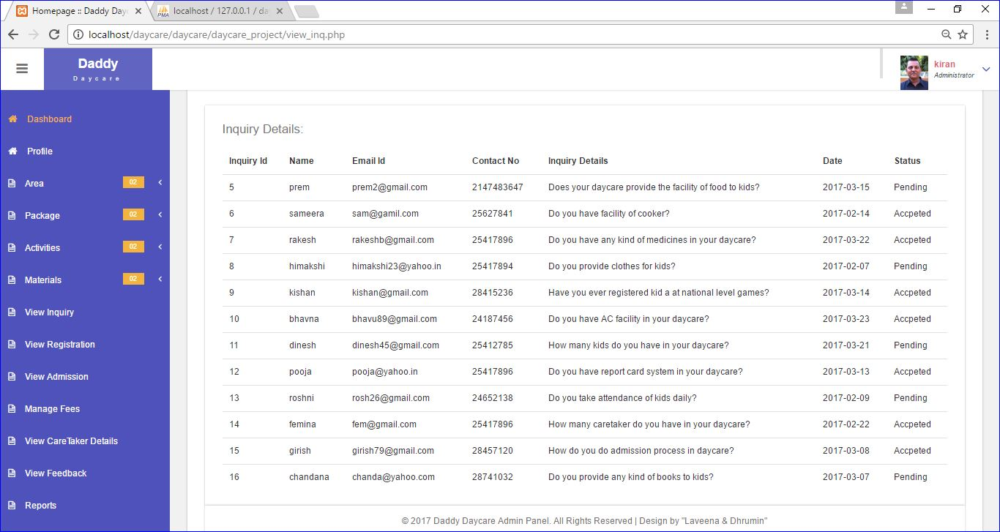 Homepage :: Daddy Day
localhost / 127.0.0.1 / da
localhost/daycare/daycare/daycare_project/view_inq.php
Daddy
Daycare
kiran
Administrator
Dashboard
Profile
Area 02
Package 02
Activities 02
Materials 02
View Inquiry
View Registration
View Admission
Manage Fees
View CareTaker Details
View Feedback
Reports
Inquiry Details:
Inquiry Id Name Email Id Contact No Inquiry Details Date Status
5 prem prem2@gmail.com 2147483647 Does your daycare provide the facility of food to kids? 2017-03-15 Pending
6 sameera sam@gamil.com 25627841 Do you have facility of cooker? 2017-02-14 Accpeted
7 rakesh rakeshb@gmail.com 25417896 Do you have any kind of medicines in your daycare? 2017-03-22 Accpeted
8 himakshi himakshi23@yahoo.in 25417894 Do you provide clothes for kids? 2017-02-07 Pending
9 kishan kishan@gmail.com 28415236 Have you ever registered kid a at national level games? 2017-03-14 Accpeted
10 bhavna bhavu89@gmail.com 24187456 Do you have AC facility in your daycare? 2017-03-23 Accpeted
11 dinesh dinesh45@gmail.com 25412785 How many kids do you have in your daycare? 2017-03-21 Pending
12 pooja pooja@yahoo.in 25417896 Do you have report card system in your daycare? 2017-03-13 Accpeted
13 roshni rosh26@gmail.com 24652138 Do you take attendance of kids daily? 2017-02-09 Pending
14 femina fem@gmail.com 25417896 How many caretaker do you have in your daycare? 2017-02-22 Accpeted
15 girish girish79@gmail.com 28457120 How do you do admission process in daycare? 2017-03-08 Accpeted
16 chandana chanda@yahoo.com 28741032 Do you provide any kind of books to kids? 2017-03-07 Pending
© 2017 Daddy Daycare Admin Panel. All Rights Reserved | Design by "Laveena & Dhrumin"